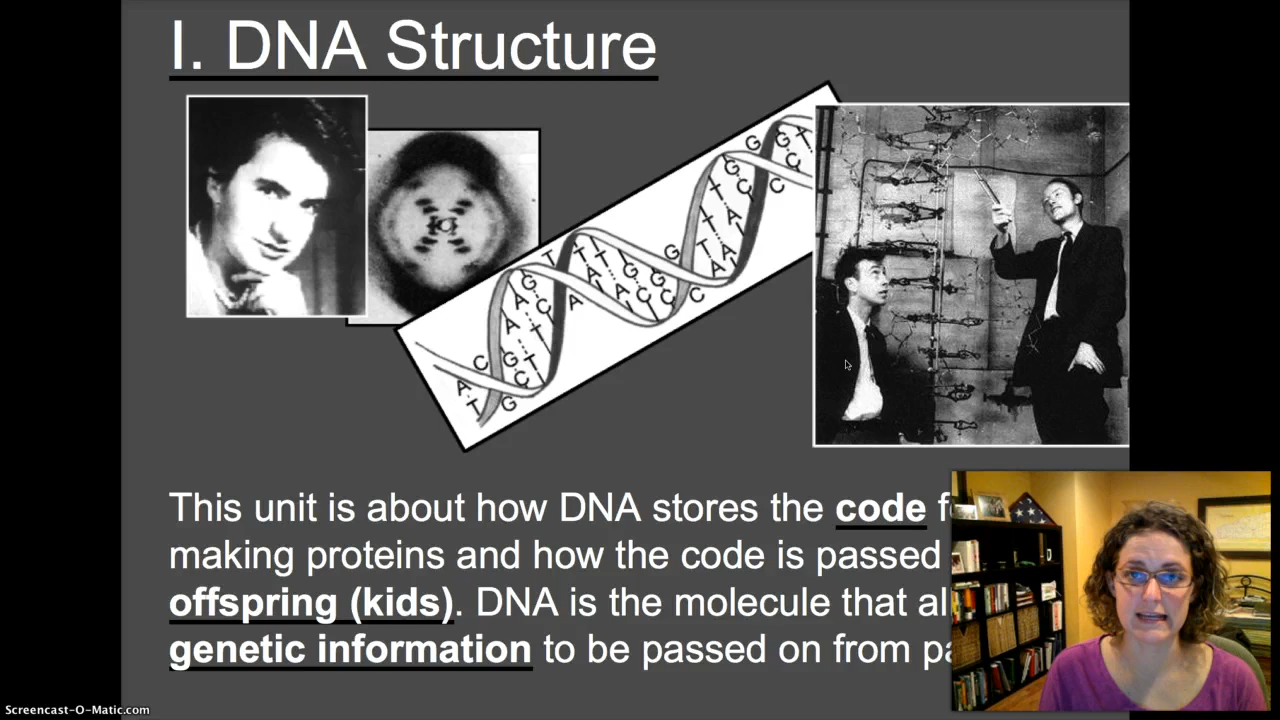 I. DNA Structure
This unit is about how DNA stores the code f
making proteins and how the code is passed
offspring (kids). DNA is the molecule that al
genetic information to be passed on from pa
Screencast-O-Matic.com